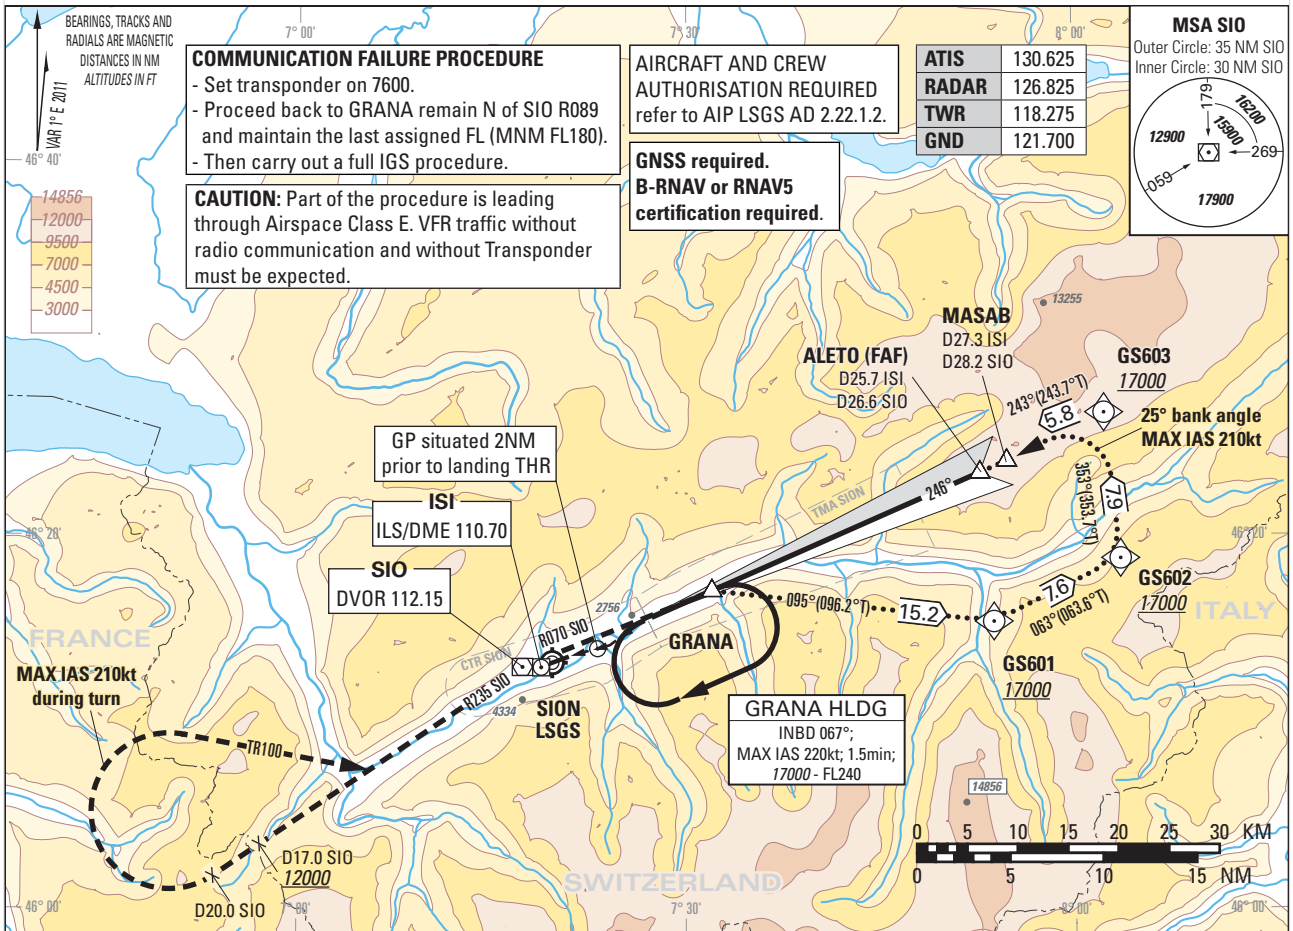 BEARINGS, TRACKS AND
RADIALS ARE MAGNETIC
DISTANCES IN NM
ALTITUDES IN FT
VAR 1° E 2011
7° 00'
7° 30'
8° 00'
46° 40'
COMMUNICATION FAILURE PROCEDURE
- Set transponder on 7600.
- Proceed back to GRANA remain N of SIO R089
and maintain the last assigned FL (MNM FL180).
- Then carry out a full IGS procedure.
CAUTION: Part of the procedure is leading
through Airspace Class E. VFR traffic without
radio communication and without Transponder
must be expected.
AIRCRAFT AND CREW
AUTHORISATION REQUIRED
refer to AIP LSGS AD 2.22.1.2.
GNSS required.
B-RNAV or RNAV5
certification required.
ATIS 130.625
RADAR 126.825
TWR 118.275
GND 121.700
MSA SIO
Outer Circle: 35 NM SIO
Inner Circle: 30 NM SIO
179
16200
15900
12900
269
059
17900
14856
12000
9500
7000
4500
3000
13255
MASAB
D27.3 ISI
D28.2 SIO
ALETO (FAF)
D25.7 ISI
D26.6 SIO
GS603
17000
243° (243.7°T)
5.8
25° bank angle
MAX IAS 210kt
GP situated 2NM
prior to landing THR
ISI
ILS/DME 110.70
SIO
DVOR 112.15
246°
TMA SION
353°(353.7°T)
7.9
46° 20'
46° 20'
GS602
17000
7.6
063° (063.6°T)
ITALY
095° (096.2°T)
15.2
GS601
17000
2756
R070 SIO
GRANA
FRANCE
CTR SION
R235 SIO
4334
SION
LSGS
MAX IAS 210kt
during turn
TR100
GRANA HLDG
INBD 067°;
MAX IAS 220kt; 1.5min;
17000 - FL240
14856
0 5 10 15 20 25 30 KM
0 5 10 15 NM
D17.0 SIO
12000
D20.0 SIO
SWITZERLAND
46° 00'
7° 00'
7° 30'
8° 00'
46° 00'